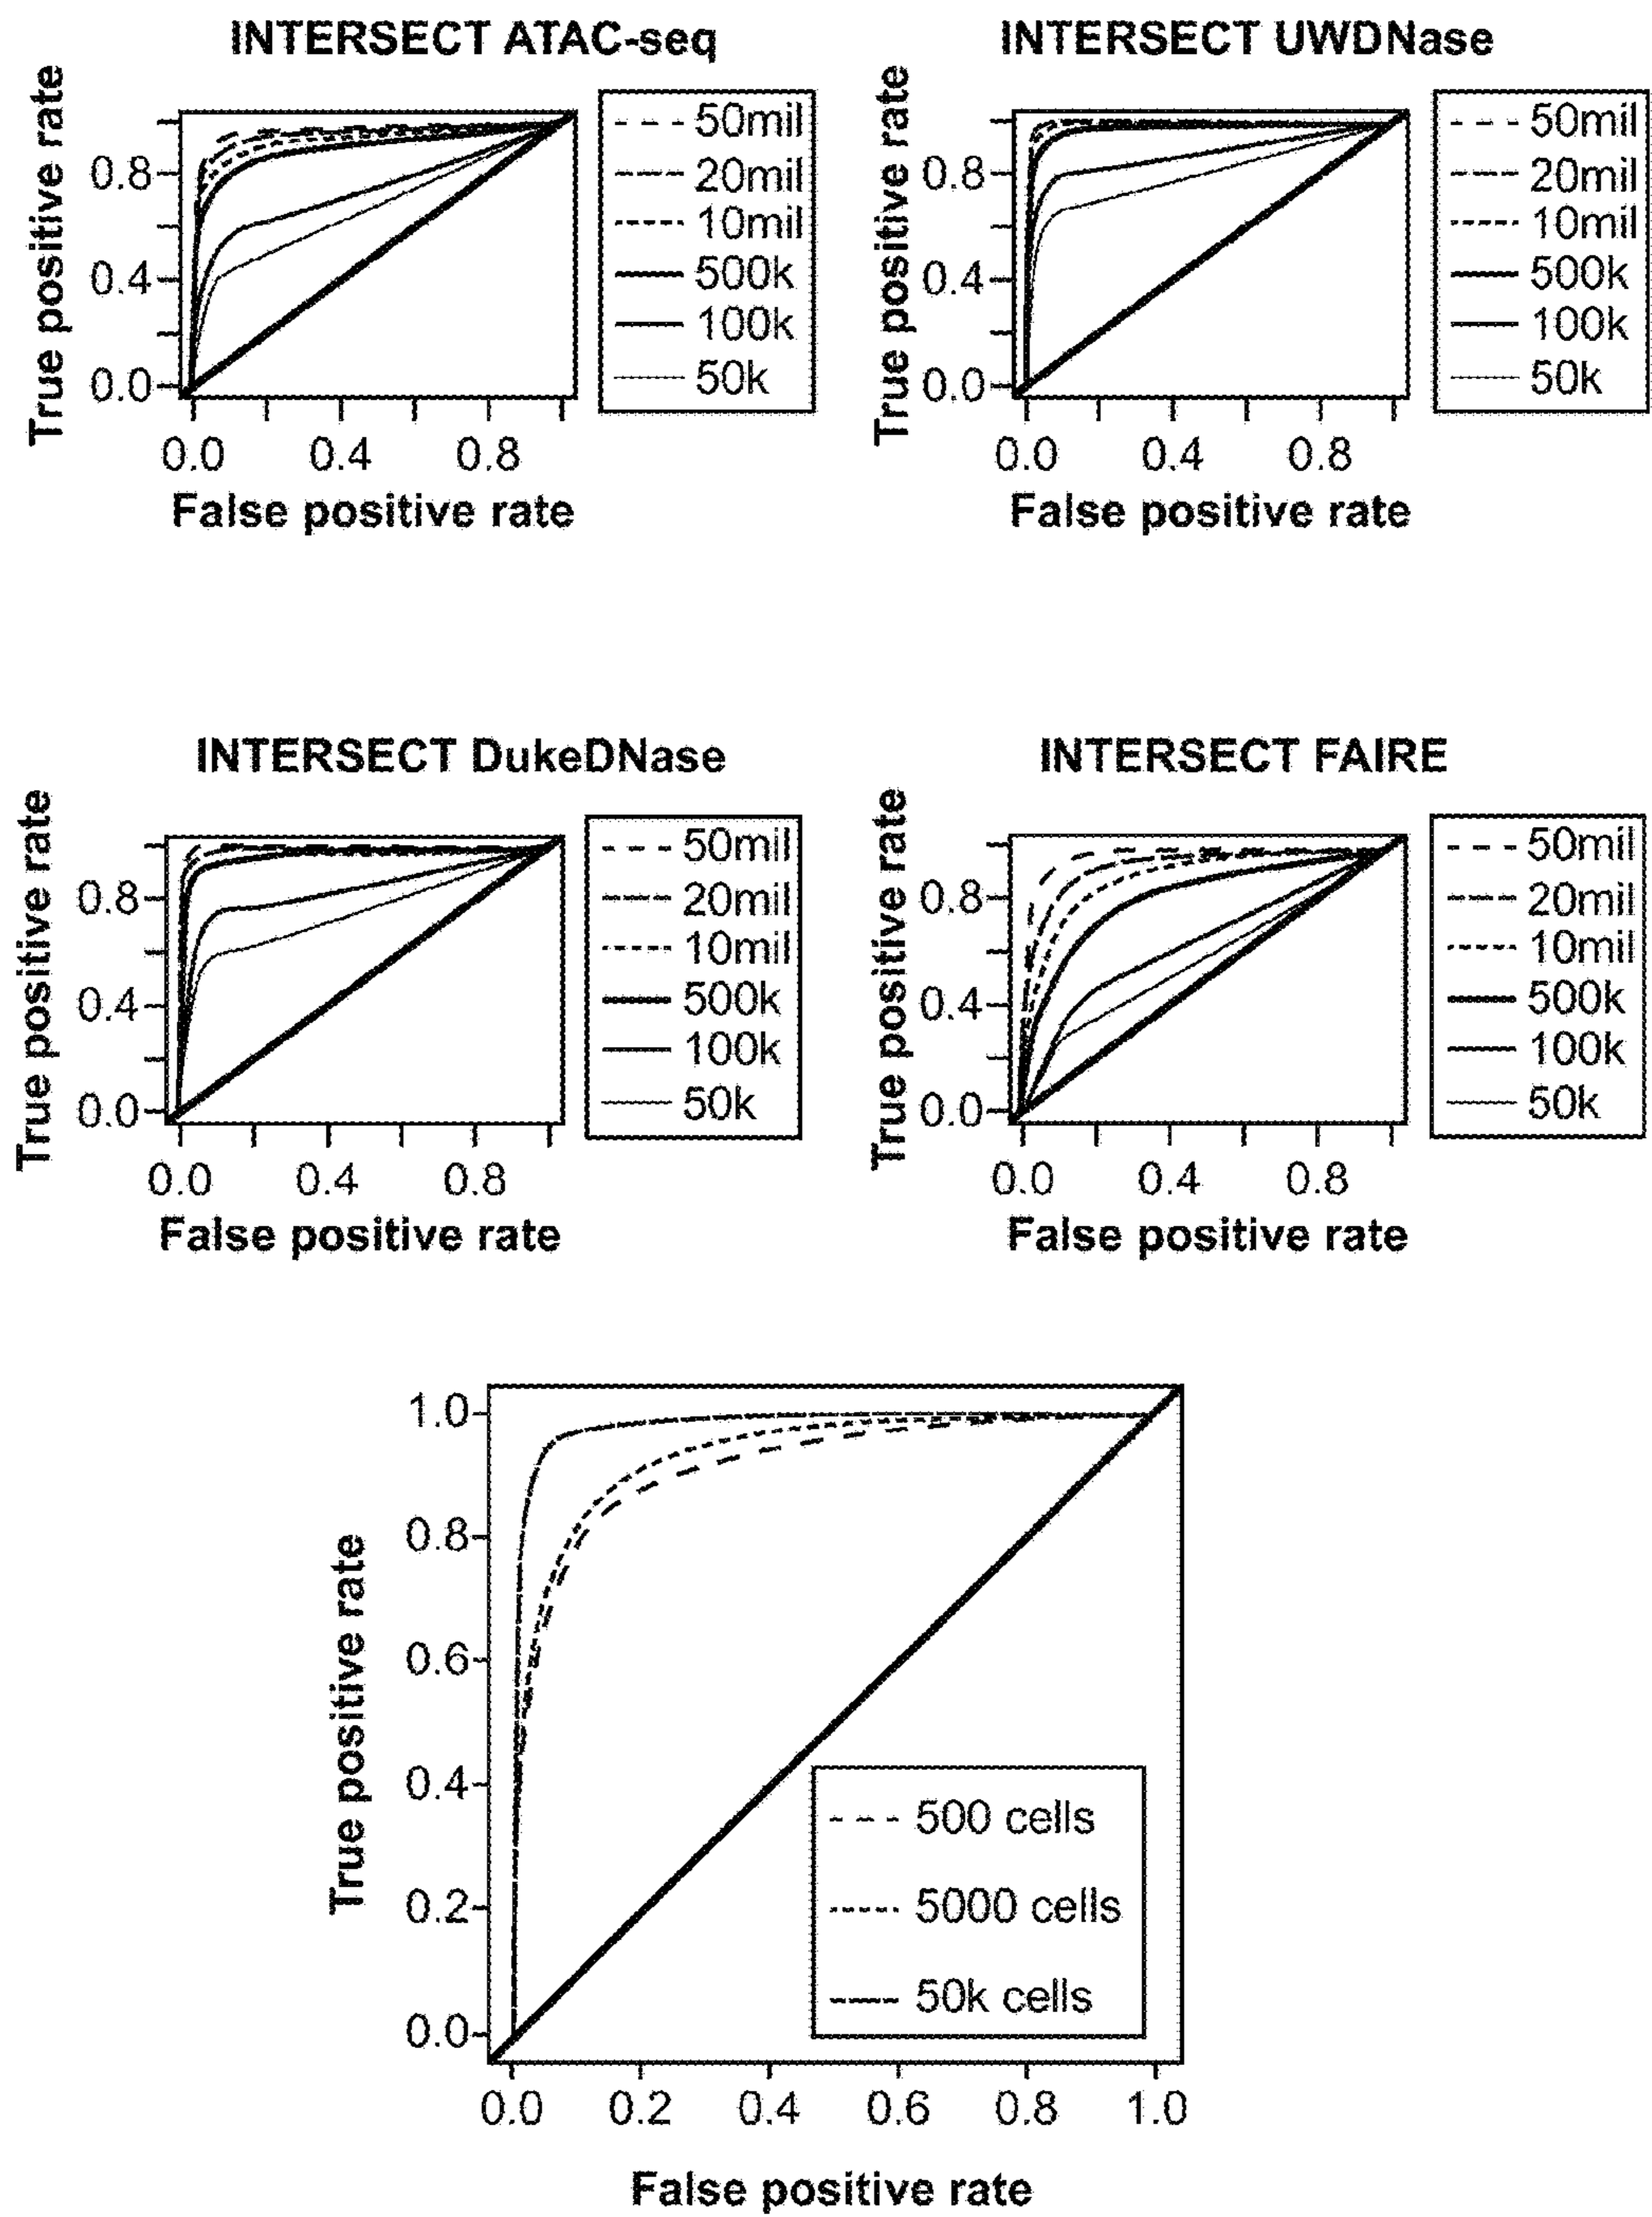 INTERSECT ATAC-seq
True positive rate
0.8
0.4
0.0
0.0 0.4 0.8
False positive rate
50mil
20mil
10mil
500k
100k
50k
INTERSECT UWDNase
True positive rate
0.8
0.4
0.0
0.0 0.4 0.8
False positive rate
50mil
20mil
10mil
500k
100k
50k
INTERSECT DukeDNase
True positive rate
0.8
0.4
0.0
0.0 0.4 0.8
False positive rate
50mil
20mil
10mil
500k
100k
50k
INTERSECT FAIRE
True positive rate
0.8
0.4
0.0
0.0 0.4 0.8
False positive rate
50mil
20mil
10mil
500k
100k
50k
True positive rate
1.0
0.8
0.6
0.4
0.2
0.0
0.0 0.2 0.4 0.6 0.8 1.0
False positive rate
500 cells
5000 cells
50k cells